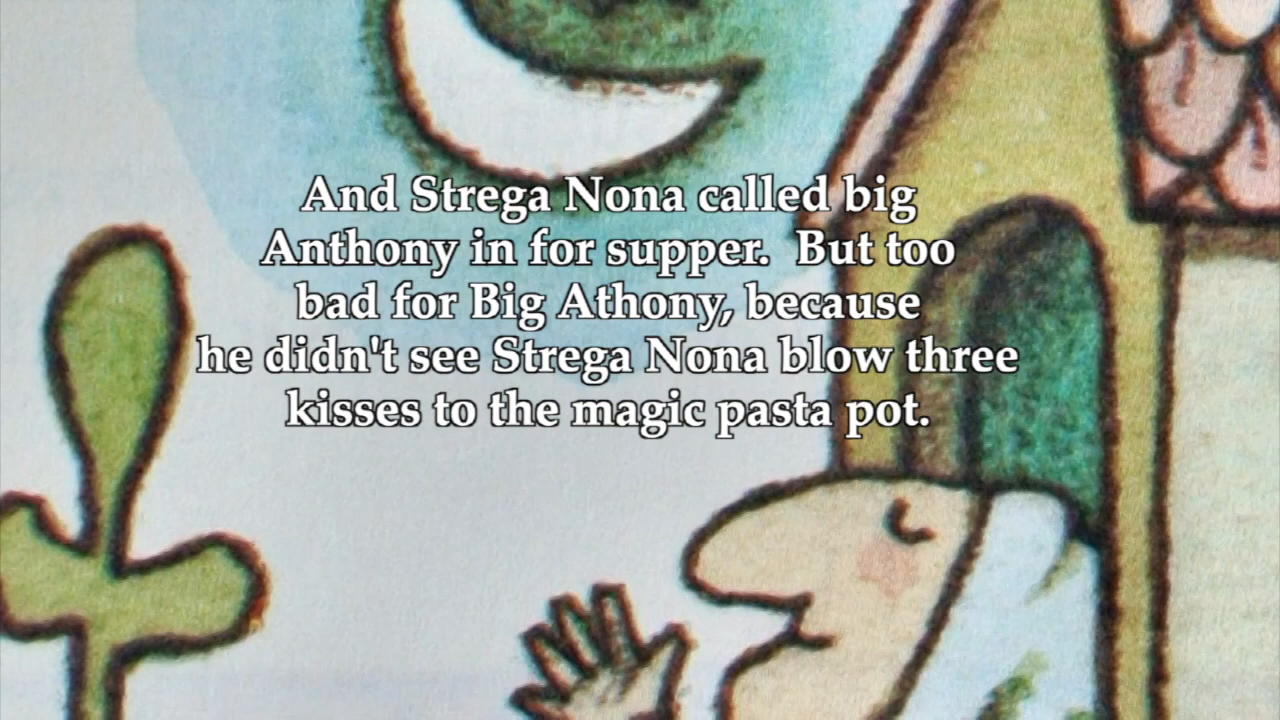 And Strega Nona called big
Anthony in for supper.  But too
bad for Big Athony, because
he didn't see Strega Nona blow three
kisses to the magic pasta pot.